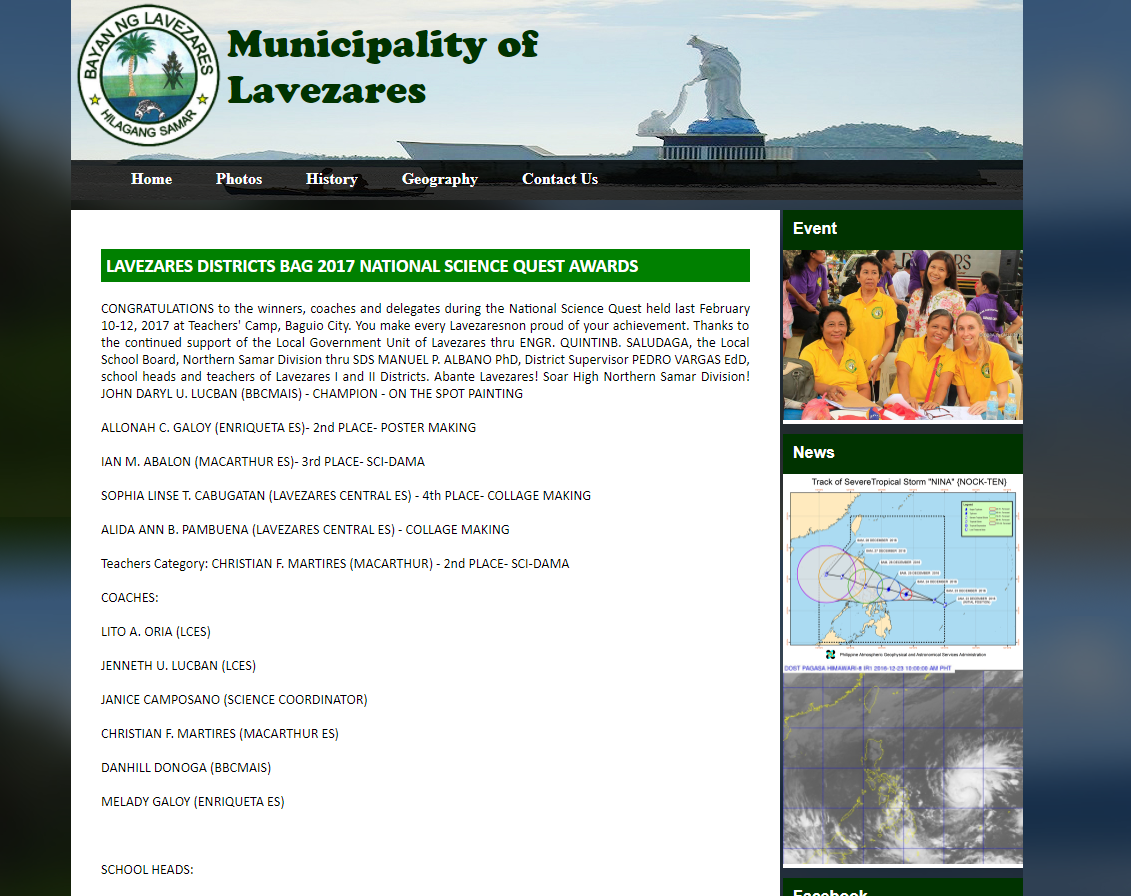 BAYAN NG LAVEZARES
HILAGANG SAMAR
Municipality of
Lavezares
Home
Photos
History
Geography
Contact Us
LAVEZARES DISTRICTS BAG 2017 NATIONAL SCIENCE QUEST AWARDS
CONGRATULATIONS to the winners, coaches and delegates during the National Science Quest held last February
10-12, 2017 at Teachers' Camp, Baguio City. You make every Lavezaresnon proud of your achievement. Thanks to
the continued support of the Local Government Unit of Lavezares thru ENGR. QUINTINB. SALUDAGA, the Local
School Board, Northern Samar Division thru SDS MANUEL P. ALBANO PhD, District Supervisor PEDRO VARGAS EdD,
school heads and teachers of Lavezares I and II Districts. Abante Lavezares! Soar High Northern Samar Division!
JOHN DARYL U. LUCBAN (BBCMAIS) - CHAMPION - ON THE SPOT PAINTING
ALLONAH C. GALOY (ENRIQUETA ES)- 2nd PLACE- POSTER MAKING
IAN M. ABALON (MACARTHUR ES)- 3rd PLACE- SCI-DAMA
SOPHIA LINSE T. CABUGATAN (LAVEZARES CENTRAL ES) - 4th PLACE- COLLAGE MAKING
ALIDA ANN B. PAMBUENA (LAVEZARES CENTRAL ES) - COLLAGE MAKING
Teachers Category: CHRISTIAN F. MARTIRES (MACARTHUR) - 2nd PLACE- SCI-DAMA
COACHES:
LITO A. ORIA (LCES)
JENNETH U. LUCBAN (LCES)
JANICE CAMPOSANO (SCIENCE COORDINATOR)
CHRISTIAN F. MARTIRES (MACARTHUR ES)
DANHILL DONOGA (BBCMAIS)
MELADY GALOY (ENRIQUETA ES)
SCHOOL HEADS:
Event
News
Track of SevereTropical Storm "NINA" {NOCK-TEN}
Philippine Atmospheric Geophysical and Astronomical Services Administration
DOST PAGASA HIMAWARI-8 IR1 2016-12-23 10:00:00 AM PHT
Facebook